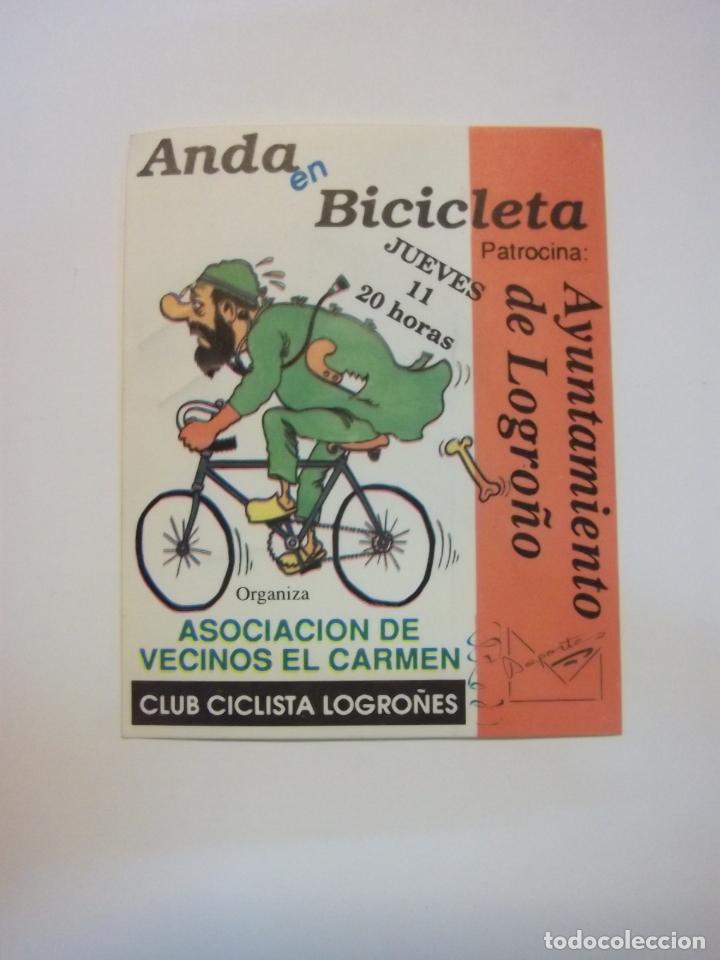 Anda
en
Bicicleta
JUEVES
11
20 horas
Patrocina:
Ayuntamiento
de Logroño
Organiza
ASOCIACION DE
VECINOS EL CARMEN
CLUB CICLISTA LOGROÑES
Deporte
todocoleccion